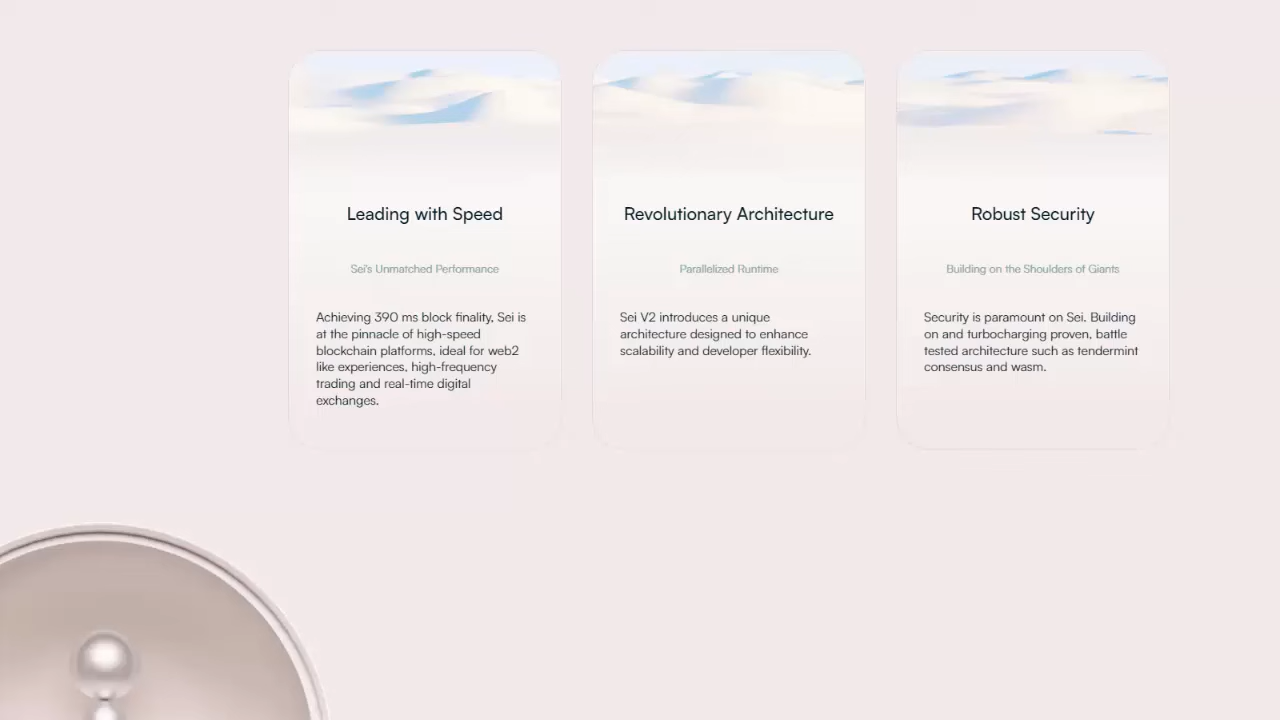 Leading with Speed
Sei's Unmatched Performance
Achieving 390 ms block finality, Sei is
at the pinnacle of high-speed
blockchain platforms, ideal for web2
like experiences, high-frequency
trading and real-time digital
exchanges.
Revolutionary Architecture
Parallelized Runtime
Sei V2 introduces a unique
architecture designed to enhance
scalability and developer flexibility.
Robust Security
Building on the Shoulders of Giants
Security is paramount on Sei. Building
on and turbocharging proven, battle
tested architecture such as tendermint
consensus and wasm.